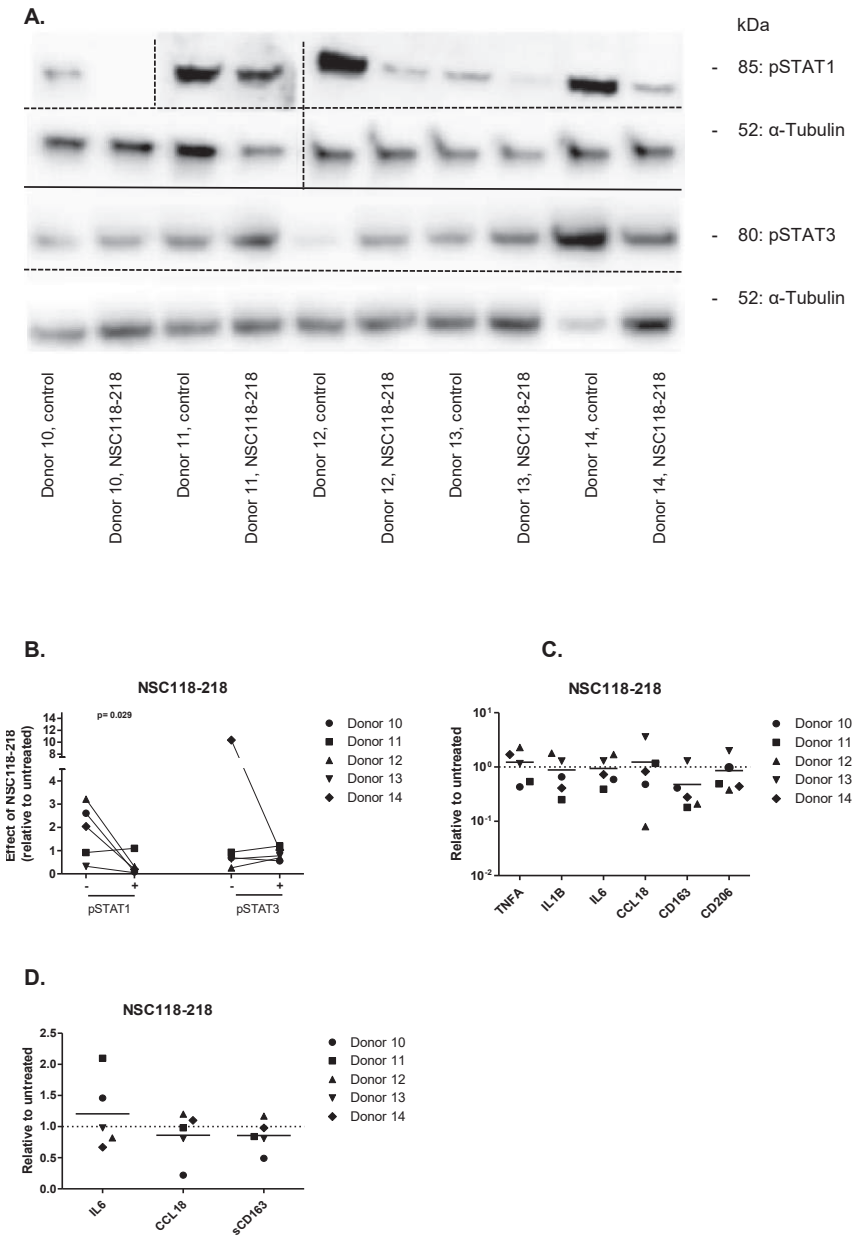 A.
kDa
- 85: pSTAT1
- 52: α-Tubulin
- 80: pSTAT3
- 52: α-Tubulin
Donor 10, control
Donor 10, NSC118-218
Donor 11, control
Donor 11, NSC118-218
Donor 12, control
Donor 12, NSC118-218
Donor 13, control
Donor 13, NSC118-218
Donor 14, control
Donor 14, NSC118-218
B.
NSC118-218
p= 0.029
Effect of NSC118-218
(relative to untreated)
14
12
10
8
6
5
4
3
2
1
0
- + - +
pSTAT1 pSTAT3
Donor 10
Donor 11
Donor 12
Donor 13
Donor 14
C.
NSC118-218
Relative to untreated
10¹
10⁰
10⁻¹
10⁻²
TNFA IL1B IL6 CCL18 CD163 CD206
Donor 10
Donor 11
Donor 12
Donor 13
Donor 14
D.
NSC118-218
Relative to untreated
2.5
2.0
1.5
1.0
0.5
0.0
IL6 CCL18 sCD163
Donor 10
Donor 11
Donor 12
Donor 13
Donor 14